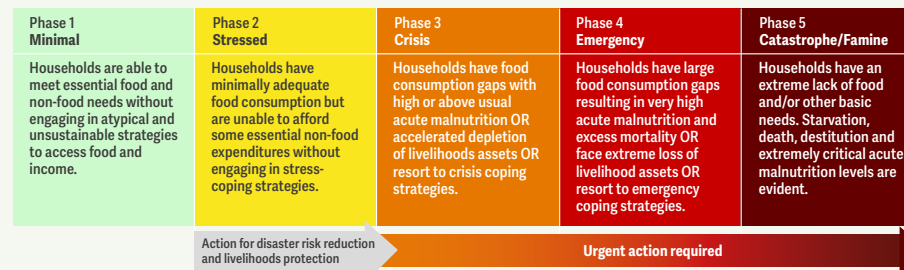 Phase 1
Minimal
Households are able to
meet essential food and
non-food needs without
engaging in atypical and
unsustainable strategies
to access food and
income.
Phase 2
Stressed
Households have
minimally adequate
food consumption but
are unable to afford
some essential non-food
expenditures without
engaging in stress-
coping strategies.
Phase 3
Crisis
Households have food
consumption gaps with
high or above usual
acute malnutrition OR
accelerated depletion
of livelihoods assets OR
resort to crisis coping
strategies.
Phase 4
Emergency
Households have large
food consumption gaps
resulting in very high
acute malnutrition and
excess mortality OR
face extreme loss of
livelihood assets OR
resort to emergency
coping strategies.
Phase 5
Catastrophe/Famine
Households have an
extreme lack of food
and/or other basic
needs. Starvation,
death, destitution and
extremely critical acute
malnutrition levels are
evident.
Action for disaster risk reduction
and livelihoods protection
Urgent action required